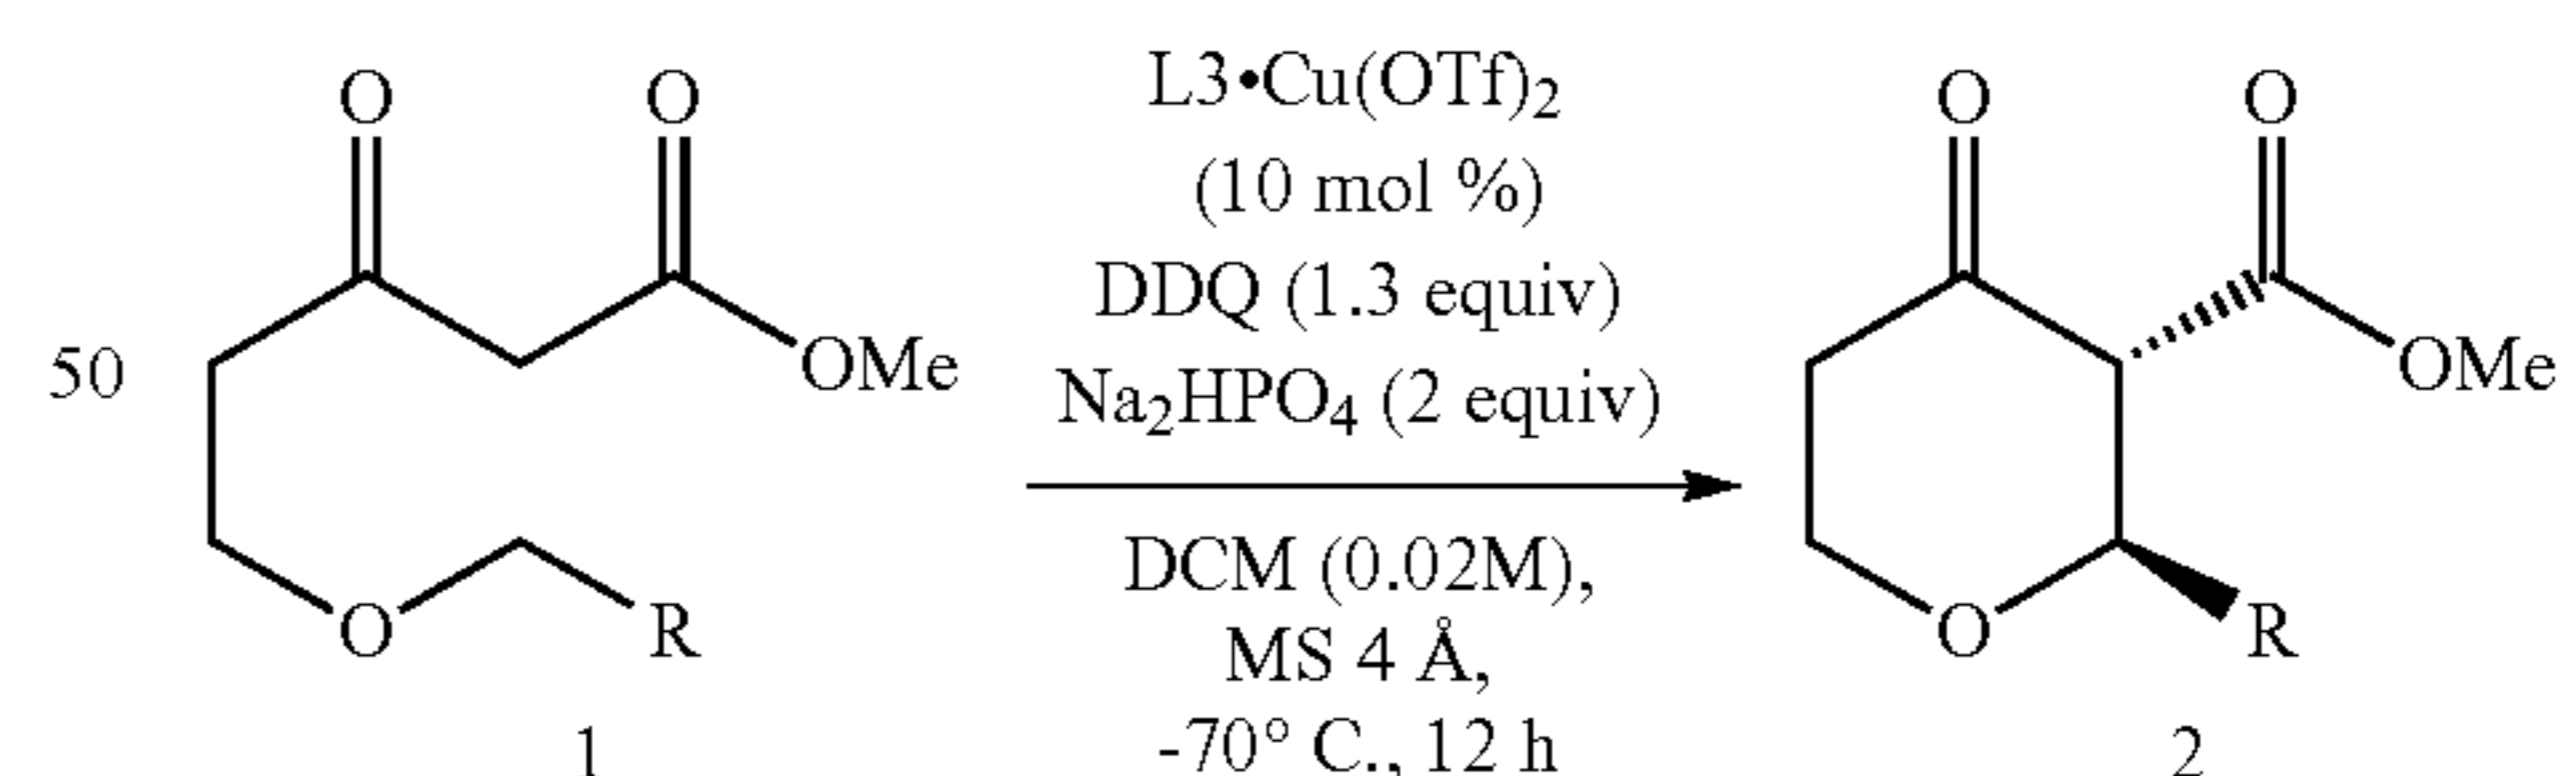 O O L3•Cu(OTf)₂ O O
(10 mol %)
DDQ (1.3 equiv)
50 OMe Na₂HPO₄ (2 equiv) OMe
DCM (0.02M),
O R MS 4 Å, O R
1 -70° C., 12 h 2